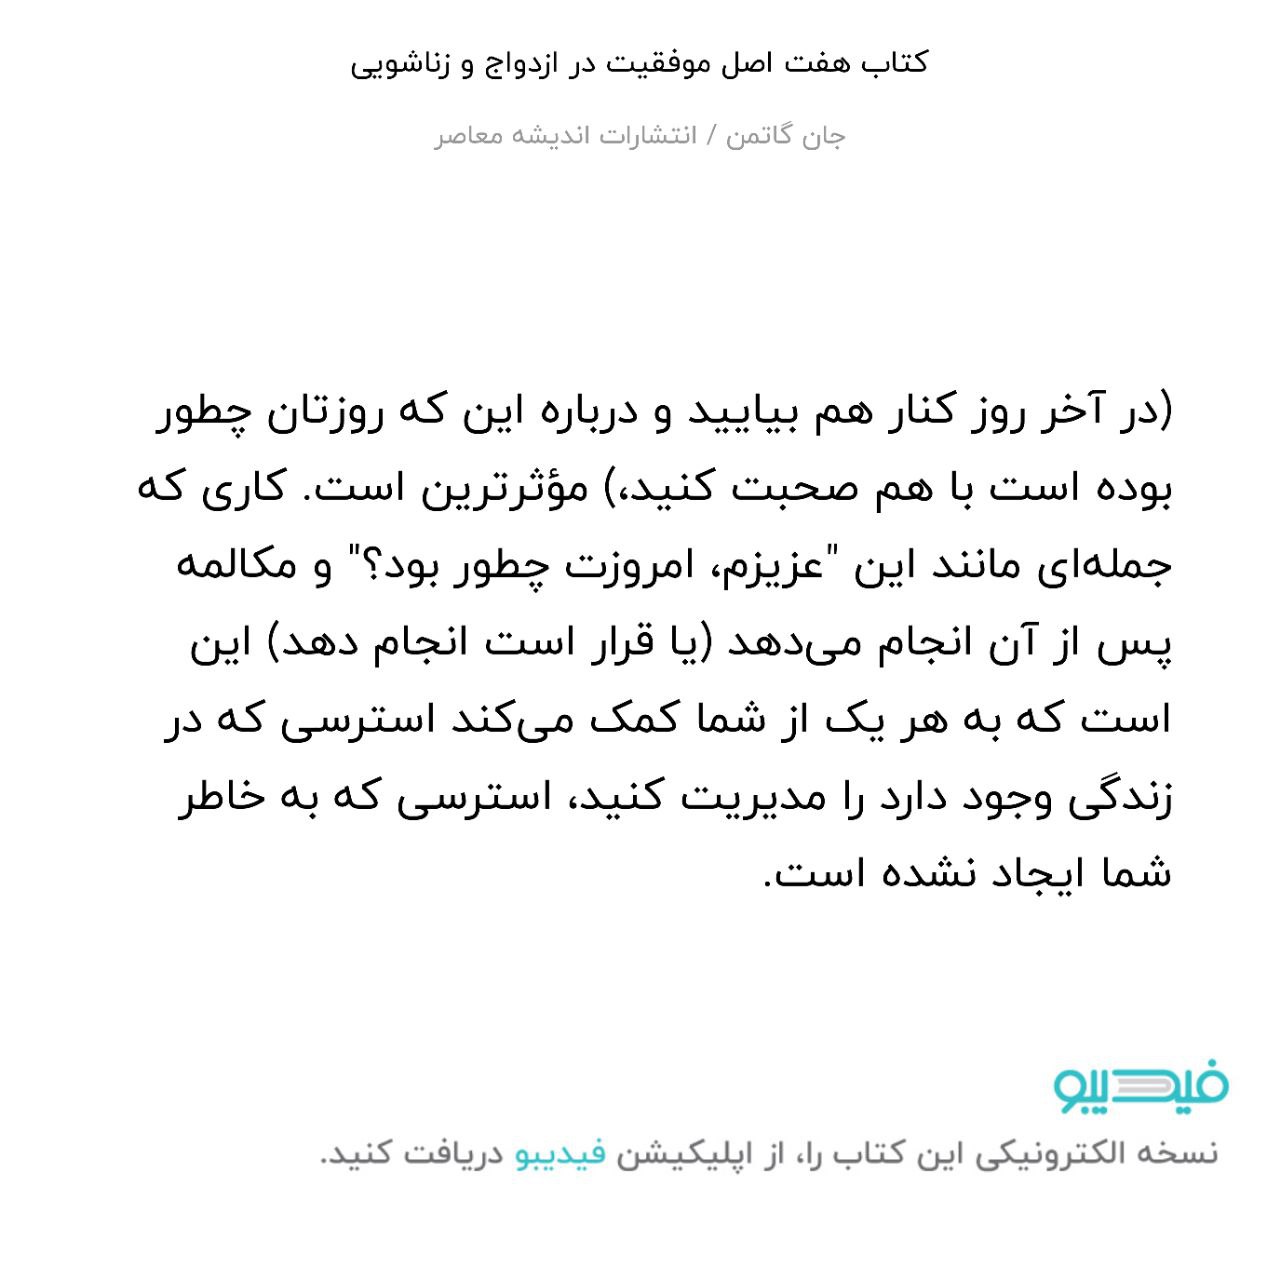 کتاب هفت اصل موفقیت در ازدواج و زناشویی
جان گاتمن / انتشارات اندیشه معاصر
(در آخر روز کنار هم بیایید و درباره این که روزتان چطور
بوده است با هم صحبت کنید،) مؤثرترین است. کاری که
جمله‌ای مانند این "عزیزم، امروزت چطور بود؟" و مکالمه
پس از آن انجام می‌دهد (یا قرار است انجام دهد) این
است که به هر یک از شما کمک می‌کند استرسی که در
زندگی وجود دارد را مدیریت کنید، استرسی که به خاطر
شما ایجاد نشده است.
فیدیبو
نسخه الکترونیکی این کتاب را، از اپلیکیشن فیدیبو دریافت کنید.